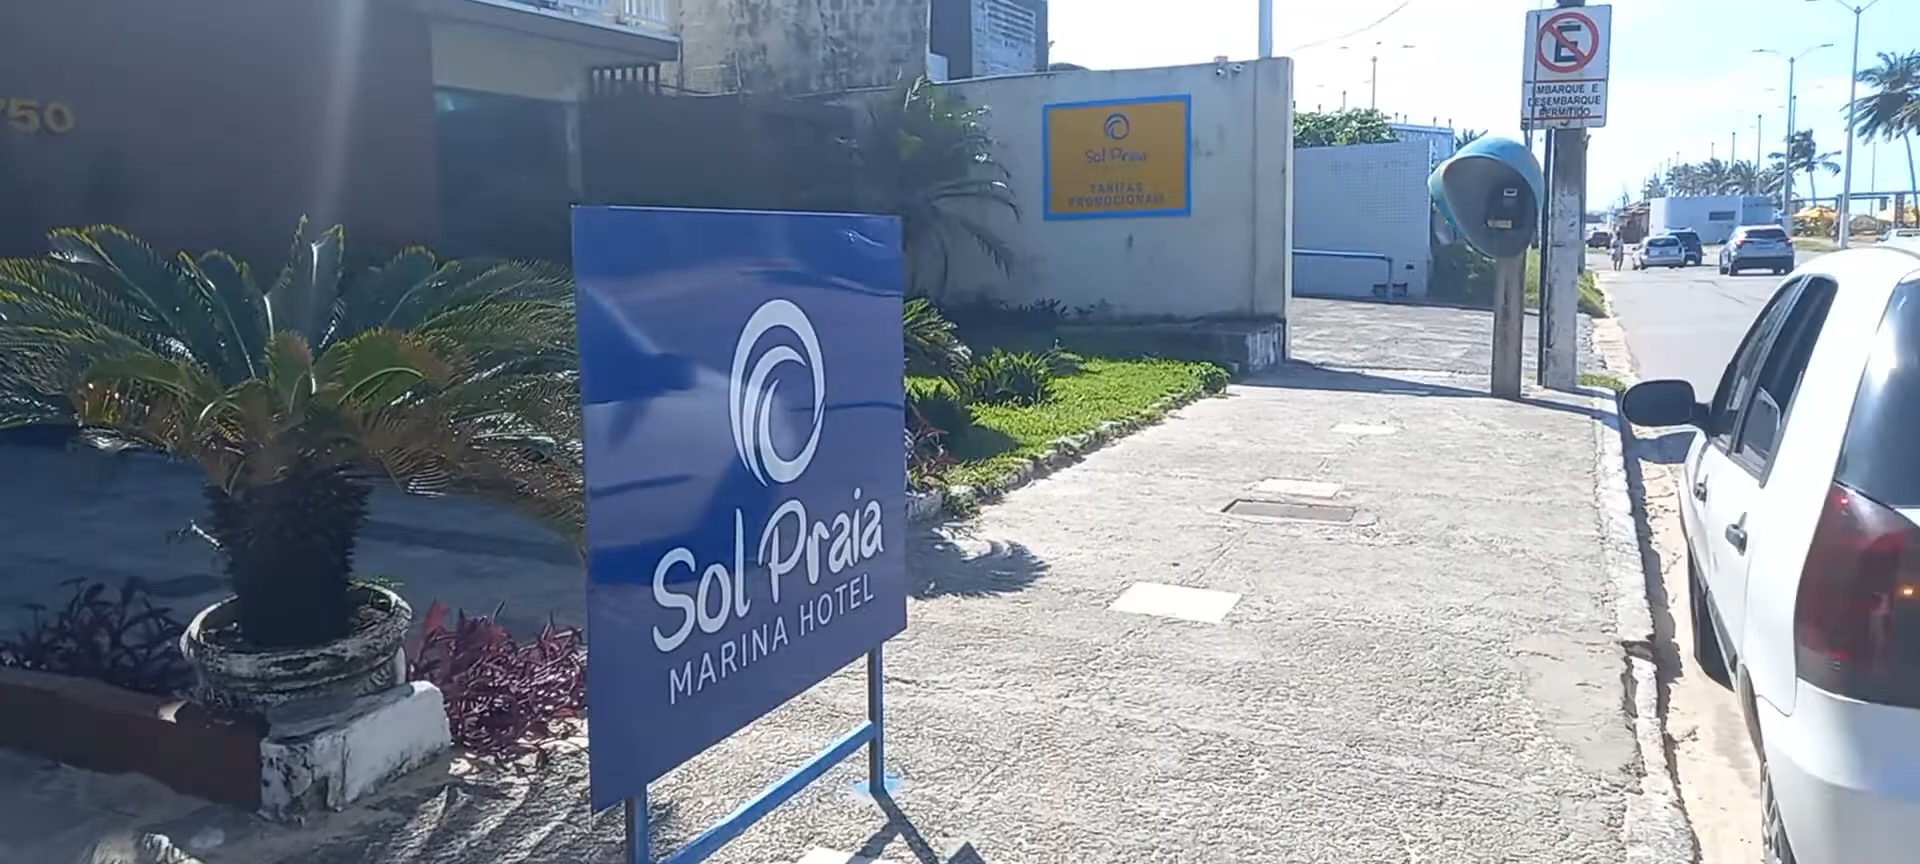 750
Sol Praia
TARIFAS
PROMOCIONAIS
E
EMBARQUE E
DESEMBARQUE
PERMITIDO
Sol Praia
MARINA HOTEL